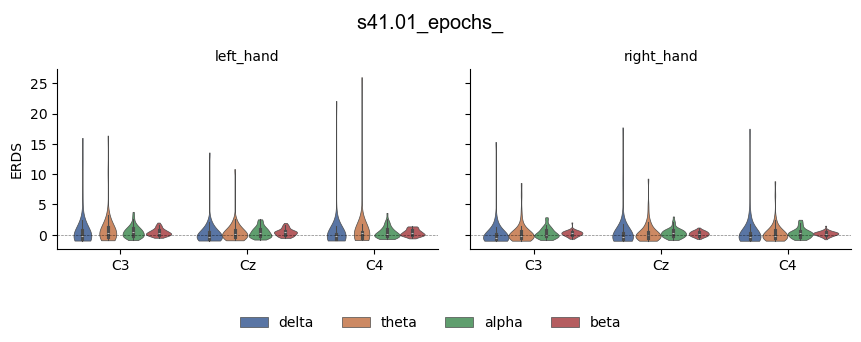 s41.01_epochs_
left_hand
right_hand
ERDS
25
20
15
10
5
0
C3
Cz
C4
C3
Cz
C4
delta
theta
alpha
beta